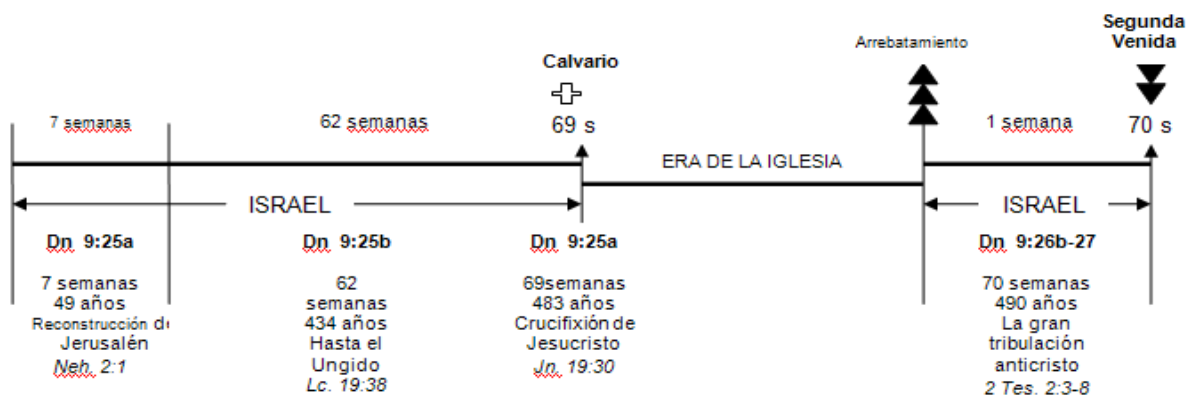 Segunda
Venida
Arrebatamiento
Calvario
7 semanas
62 semanas
69 s
1 semana
70 s
ERA DE LA IGLESIA
ISRAEL
ISRAEL
Dn 9:25a
Dn 9:25b
Dn 9:25a
Dn 9:26b-27
7 semanas
49 años
Reconstrucción de
Jerusalén
Neh. 2:1
62
semanas
434 años
Hasta el
Ungido
Lc. 19:38
69semanas
483 años
Crucifixión de
Jesucristo
Jn. 19:30
70 semanas
490 años
La gran
tribulación
anticristo
2 Tes. 2:3-8